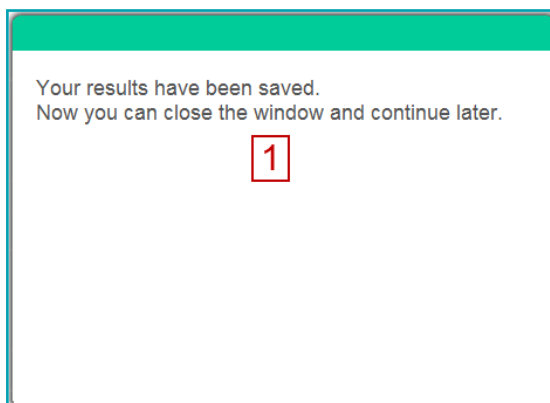 Your results have been saved.
Now you can close the window and continue later.
1